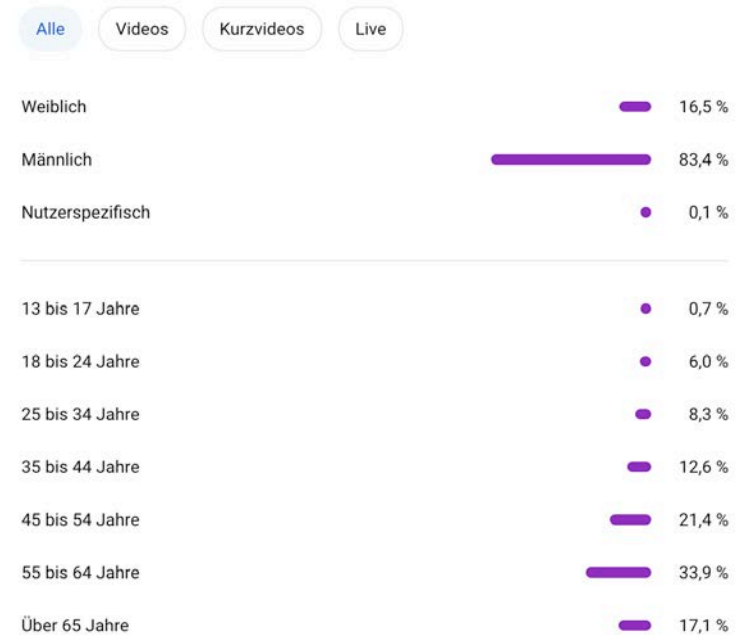 Alle Videos Kurzvideos Live
Weiblich 16,5 %
Männlich 83,4 %
Nutzerspezifisch 0,1 %
13 bis 17 Jahre 0,7 %
18 bis 24 Jahre 6,0 %
25 bis 34 Jahre 8,3 %
35 bis 44 Jahre 12,6 %
45 bis 54 Jahre 21,4 %
55 bis 64 Jahre 33,9 %
Über 65 Jahre 17,1 %